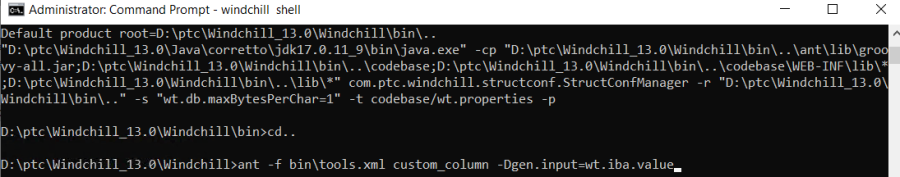 Administrator: Command Prompt - windchill  shell
Default product root=D:\ptc\Windchill_13.0\Windchill\bin\..
"D:\ptc\Windchill_13.0\Java\corretto\jdk17.0.11_9\bin\java.exe" -cp "D:\ptc\Windchill_13.0\Windchill\bin\..\ant\lib\groo
vy-all.jar;D:\ptc\Windchill_13.0\Windchill\bin\..\codebase;D:\ptc\Windchill_13.0\Windchill\bin\..\codebase\WEB-INF\lib\*
;D:\ptc\Windchill_13.0\Windchill\bin\..\lib\*" com.ptc.windchill.structconf.StructConfManager -r "D:\ptc\Windchill_13.0\
Windchill\bin\.." -s "wt.db.maxBytesPerChar=1" -t codebase/wt.properties -p
D:\ptc\Windchill_13.0\Windchill\bin>cd..
D:\ptc\Windchill_13.0\Windchill>ant -f bin\tools.xml custom_column -Dgen.input=wt.iba.value